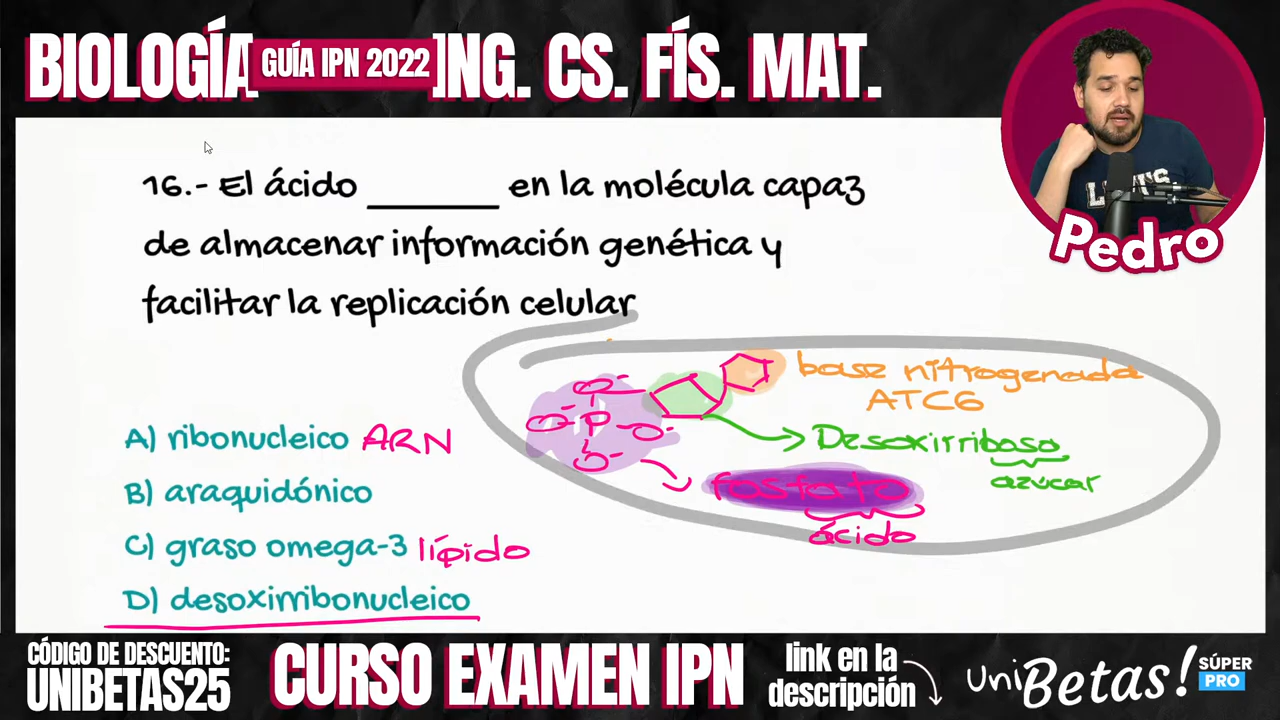 BIOLOGÍA GUÍA IPN 2022 ING. CS. FÍS. MAT.
Pedro
16.- El ácido ________ en la molécula capaz
de almacenar información genética y
facilitar la replicación celular
A) ribonucleico ARN
B) araquidónico
C) graso omega-3 lípido
D) desoxirribonucleico
base nitrogenada
ATCG
O-
O- P -O-
O-
Desoxirribosa
azúcar
fosfato
ácido
CÓDIGO DE DESCUENTO:
UNIBETAS25
CURSO EXAMEN IPN
link en la
descripción
uniBetas! SÚPER
PRO